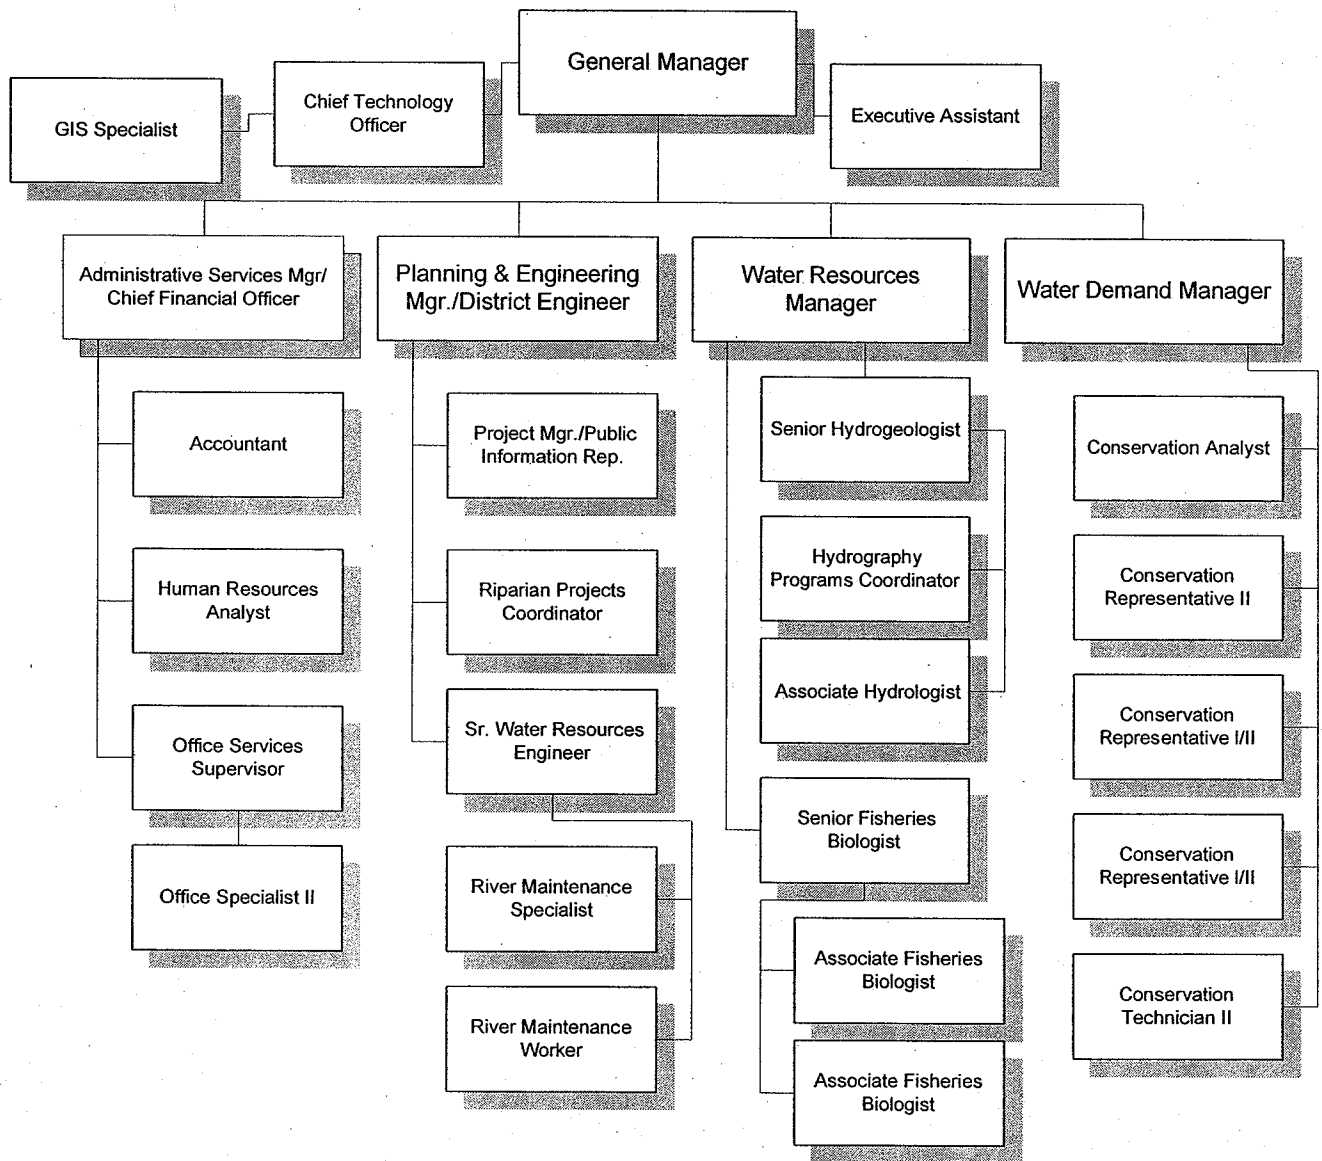 General Manager
Chief Technology
Officer
GIS Specialist
Executive Assistant
Administrative Services Mgr/
Chief Financial Officer
Planning & Engineering
Mgr./District Engineer
Water Resources
Manager
Water Demand Manager
Accountant
Human Resources
Analyst
Office Services
Supervisor
Office Specialist II
Project Mgr./Public
Information Rep.
Riparian Projects
Coordinator
Sr. Water Resources
Engineer
River Maintenance
Specialist
River Maintenance
Worker
Senior Hydrogeologist
Hydrography
Programs Coordinator
Associate Hydrologist
Senior Fisheries
Biologist
Associate Fisheries
Biologist
Associate Fisheries
Biologist
Conservation Analyst
Conservation
Representative II
Conservation
Representative I/II
Conservation
Representative I/II
Conservation
Technician II